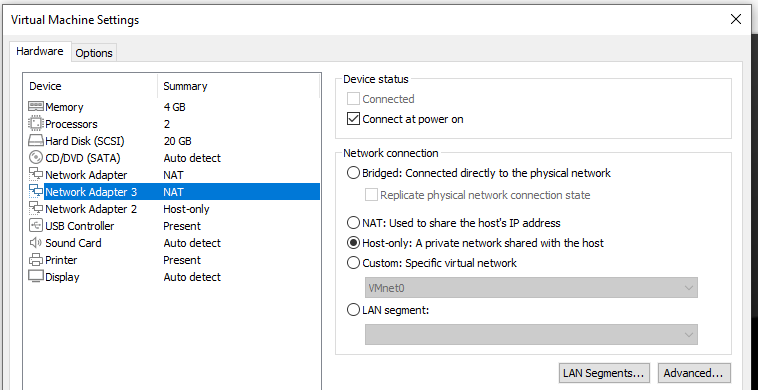 Virtual Machine Settings
Hardware
Options
Device Summary
Memory 4 GB
Processors 2
Hard Disk (SCSI) 20 GB
CD/DVD (SATA) Auto detect
Network Adapter NAT
Network Adapter 3 NAT
Network Adapter 2 Host-only
USB Controller Present
Sound Card Auto detect
Printer Present
Display Auto detect
Device status
Connected
Connect at power on
Network connection
Bridged: Connected directly to the physical network
Replicate physical network connection state
NAT: Used to share the host's IP address
Host-only: A private network shared with the host
Custom: Specific virtual network
VMnet0
LAN segment:
LAN Segments... Advanced...